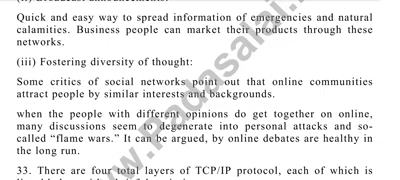 Quick and easy way to spread information of emergencies and natural
calamities. Business people can market their products through these
networks.
(iii) Fostering diversity of thought:
Some critics of social networks point out that online communities
attract people by similar interests and backgrounds.
when the people with different opinions do get together on online,
many discussions seem to degenerate into personal attacks and so-
called “flame wars.” It can be argued, by online debates are healthy in
the long run.
33. There are four total layers of TCP/IP protocol, each of which is